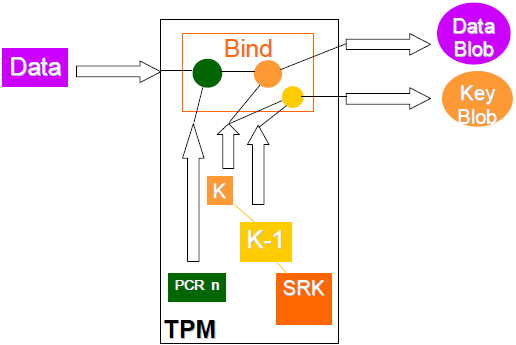 Data
Blob
Bind
Data
Key
Blob
K
K-1
PCR n
SRK
TPM